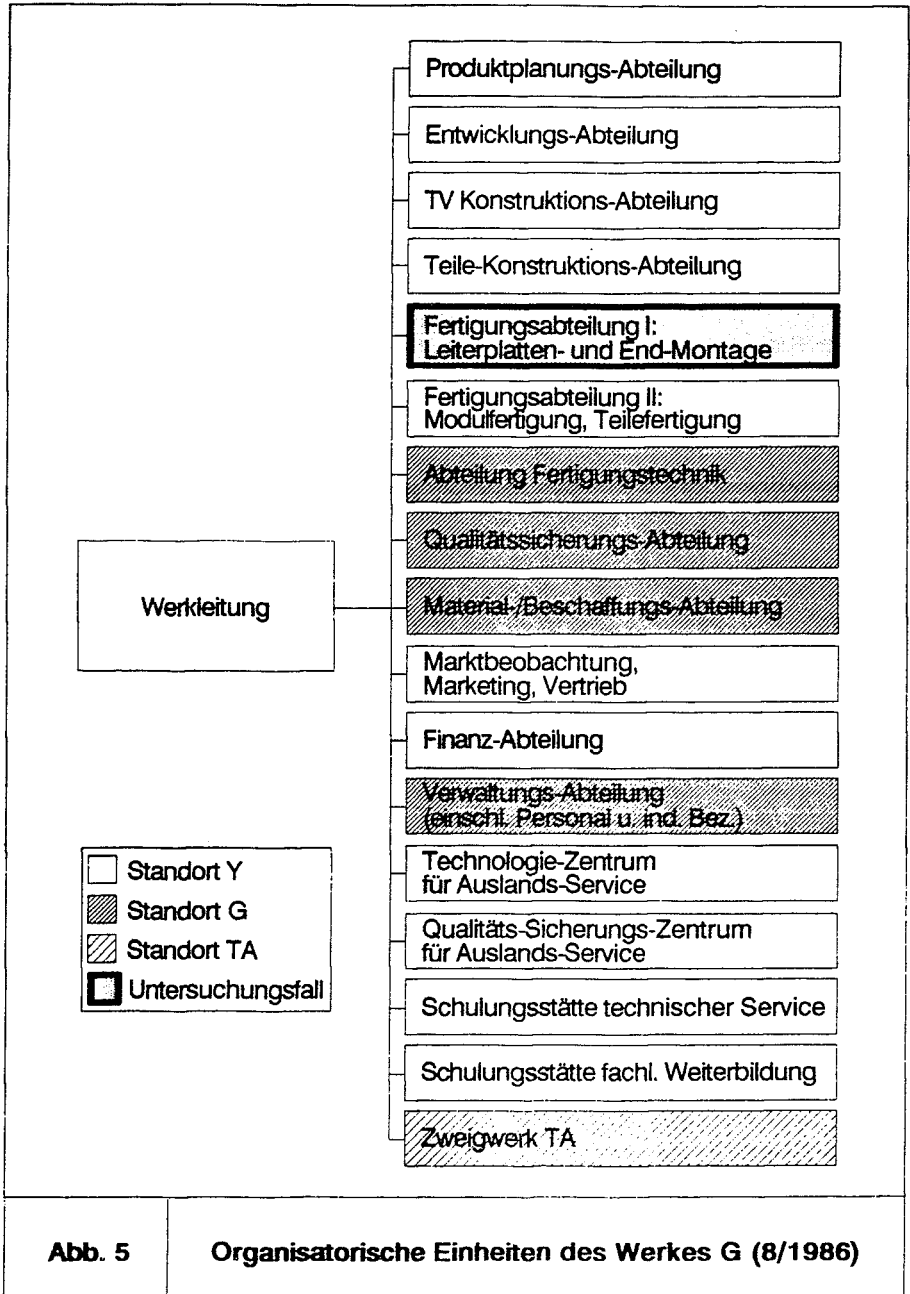 Produktplanungs-Abteilung
Entwicklungs-Abteilung
TV Konstruktions-Abteilung
Teile-Konstruktions-Abteilung
Fertigungsabteilung I:
Leiterplatten- und End-Montage
Fertigungsabteilung II:
Modulfertigung, Teilefertigung
Abteilung Fertigungstechnik
Qualitätssicherungs-Abteilung
Werkleitung
Material-/Beschaffungs-Abteilung
Marktbeobachtung,
Marketing, Vertrieb
Finanz-Abteilung
Verwaltungs-Abteilung
(einschl. Personal u. ind. Bez.)
Technologie-Zentrum
für Auslands-Service
Qualitäts-Sicherungs-Zentrum
für Auslands-Service
Schulungsstätte technischer Service
Schulungsstätte fachl. Weiterbildung
Zweigwerk TA
Standort Y
Standort G
Standort TA
Untersuchungsfall
Abb. 5
Organisatorische Einheiten des Werkes G (8/1986)